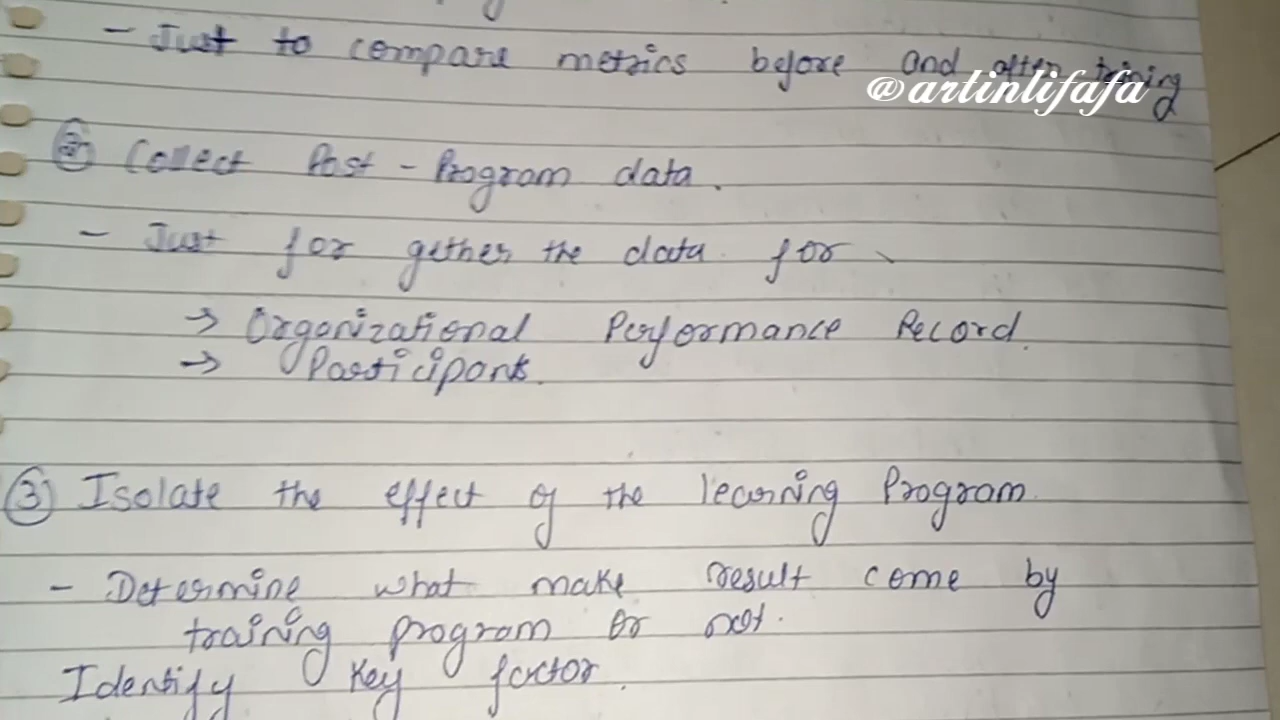 - Just to compare metrics before and after trining
@artinlifafa
② Collect Post - Program data.
- Just for gether the data for
→ Organizational Performance Record.
→ Participants.
③ Isolate the effect of the learning Program.
- Determine what make result come by
training program or not.
Identify Key factor.